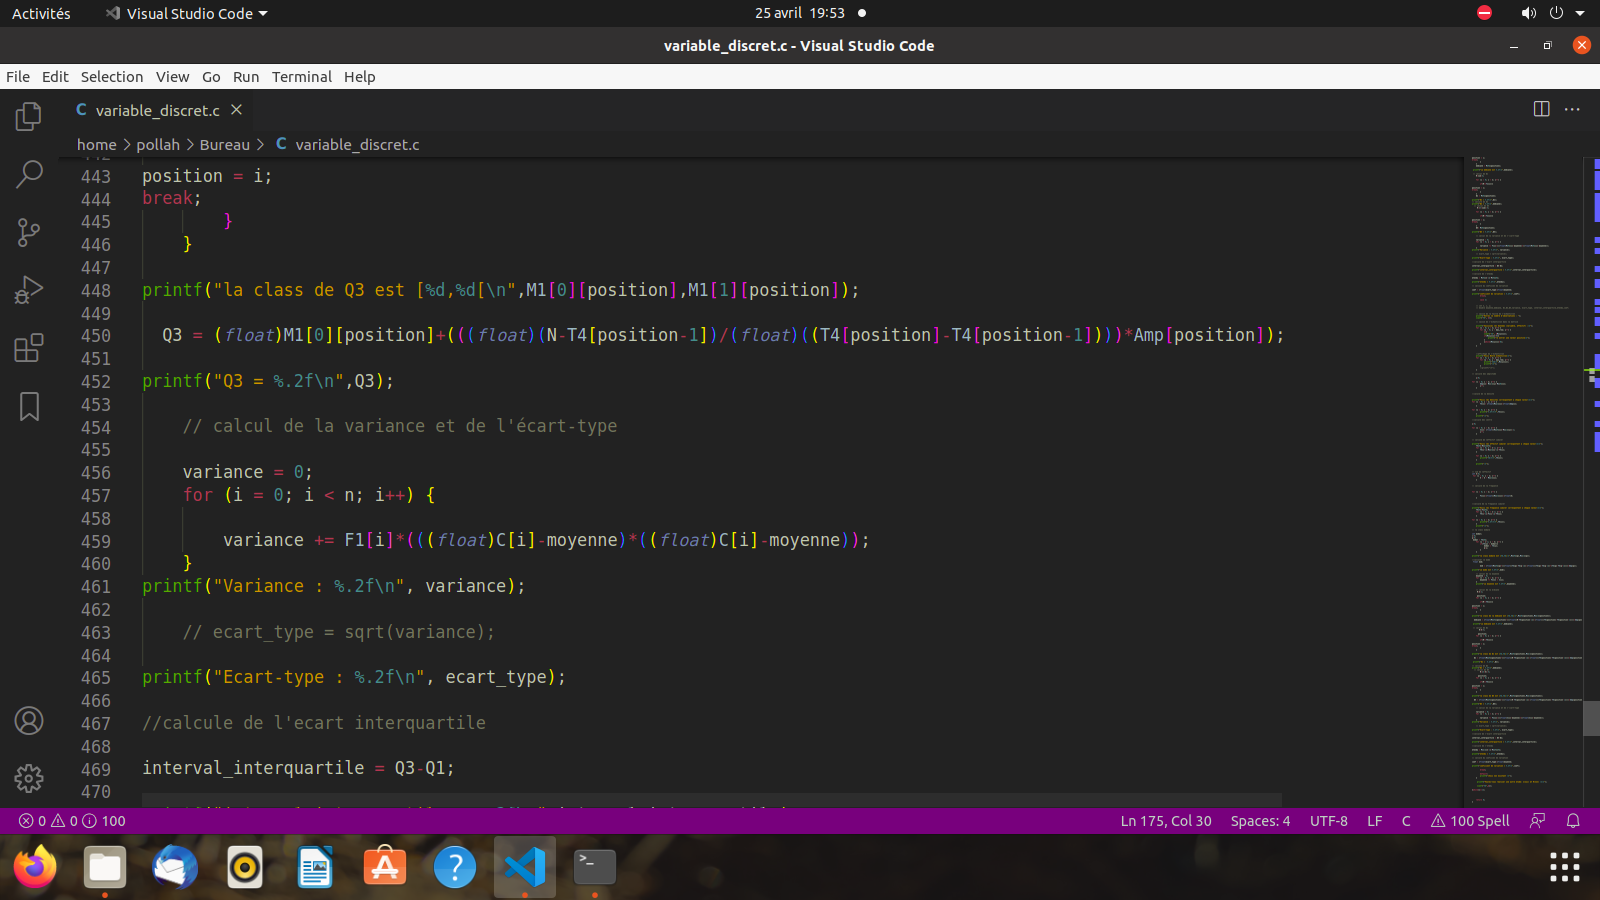 Activités
Visual Studio Code
25 avril 19:53
variable_discret.c - Visual Studio Code
File Edit Selection View Go Run Terminal Help
C variable_discret.c
home > pollah > Bureau > C variable_discret.c
443 position = i;
444 break;
445 }
446 }
447
448 printf("la class de Q3 est [%d,%d[\n",M1[0][position],M1[1][position]);
449
450 Q3 = (float)M1[0][position]+(((float)(N-T4[position-1])/(float)((T4[position]-T4[position-1])))*Amp[position]);
451
452 printf("Q3 = %.2f\n",Q3);
453
454 // calcul de la variance et de l'écart-type
455
456 variance = 0;
457 for (i = 0; i < n; i++) {
458
459 variance += F1[i]*(((float)C[i]-moyenne)*((float)C[i]-moyenne));
460 }
461 printf("Variance : %.2f\n", variance);
462
463 // ecart_type = sqrt(variance);
464
465 printf("Ecart-type : %.2f\n", ecart_type);
466
467 //calcule de l'ecart interquartile
468
469 interval_interquartile = Q3-Q1;
470
0 0 100
Ln 175, Col 30 Spaces: 4 UTF-8 LF C 100 Spell